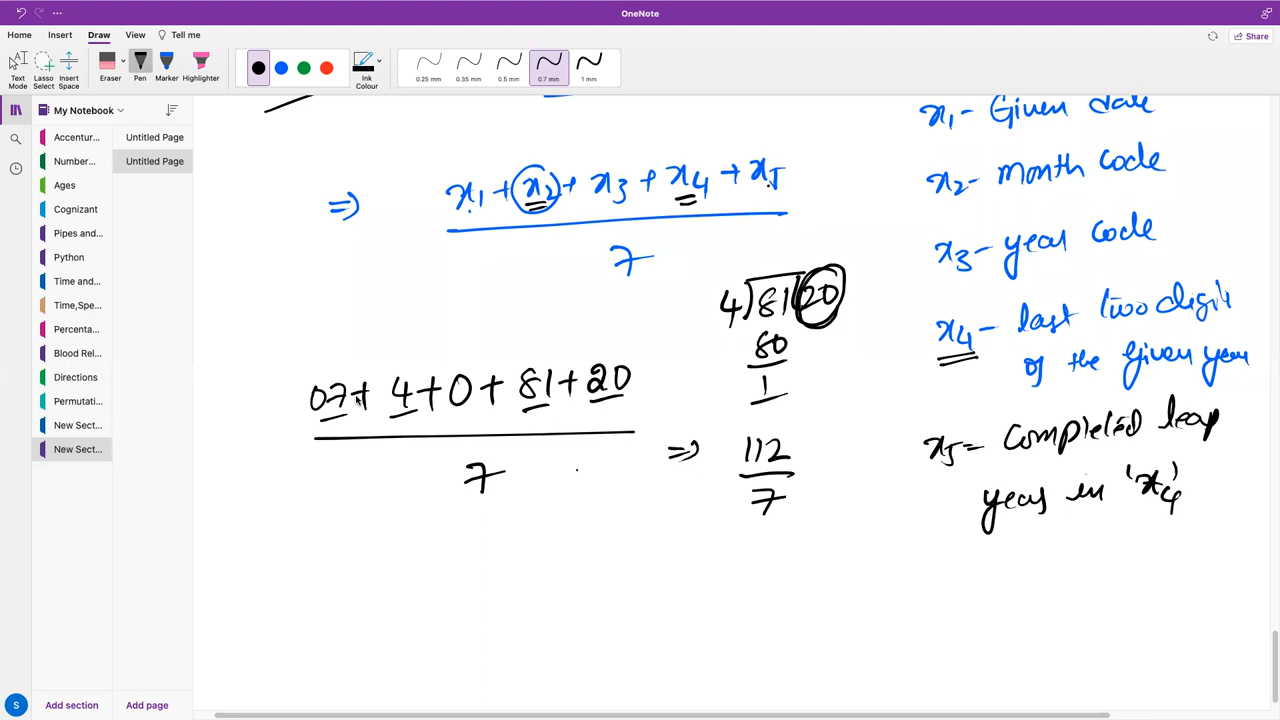 OneNote
Home Insert Draw View Tell me
Share
Text Mode
Lasso Select
Insert Space
Eraser
Pen
Marker
Highlighter
0.25 mm
0.35 mm
0.5 mm
0.7 mm
1 mm
Ink Colour
My Notebook
Accentur...
Number...
Ages
Cognizant
Pipes and...
Python
Time and...
Time,Spe...
Percenta...
Blood Rel...
Directions
Permutati...
New Sect...
New Sect...
Untitled Page
Untitled Page
S
Add section
Add page
⇒ x1 + x2 + x3 + x4 + x5
7
4)81(20
80
1
07 + 4 + 0 + 81 + 20
7
⇒ 112
7
x1 - Given date
x2 - month code
x3 - year code
x4 - last two digits
of the Given year
x5 = Completed leap
years in 'x4'